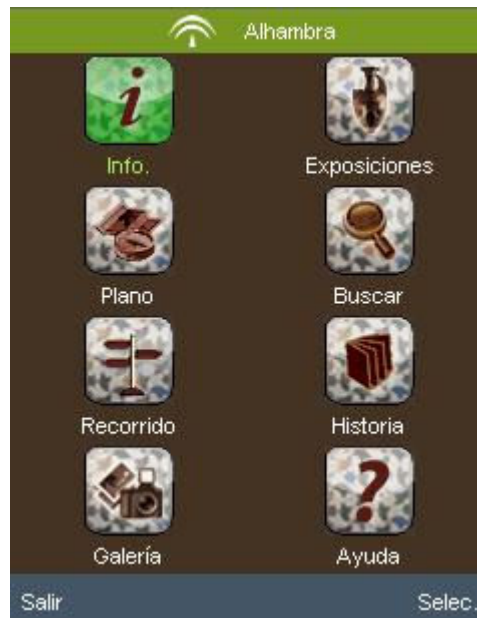 Alhambra
Info.
Exposiciones
Plano
Buscar
Recorrido
Historia
Galería
Ayuda
Salir
Selec.